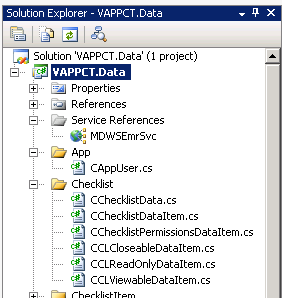 Solution Explorer - VAPPCT.Data
Solution 'VAPPCT.Data' (1 project)
VAPPCT.Data
Properties
References
Service References
MDWSEmrSvc
App
CAppUser.cs
Checklist
CChecklistData.cs
CChecklistDataItem.cs
CChecklistPermissionsDataItem.cs
CCLCloseableDataItem.cs
CCLReadOnlyDataItem.cs
CCLViewableDataItem.cs
ChecklistItem